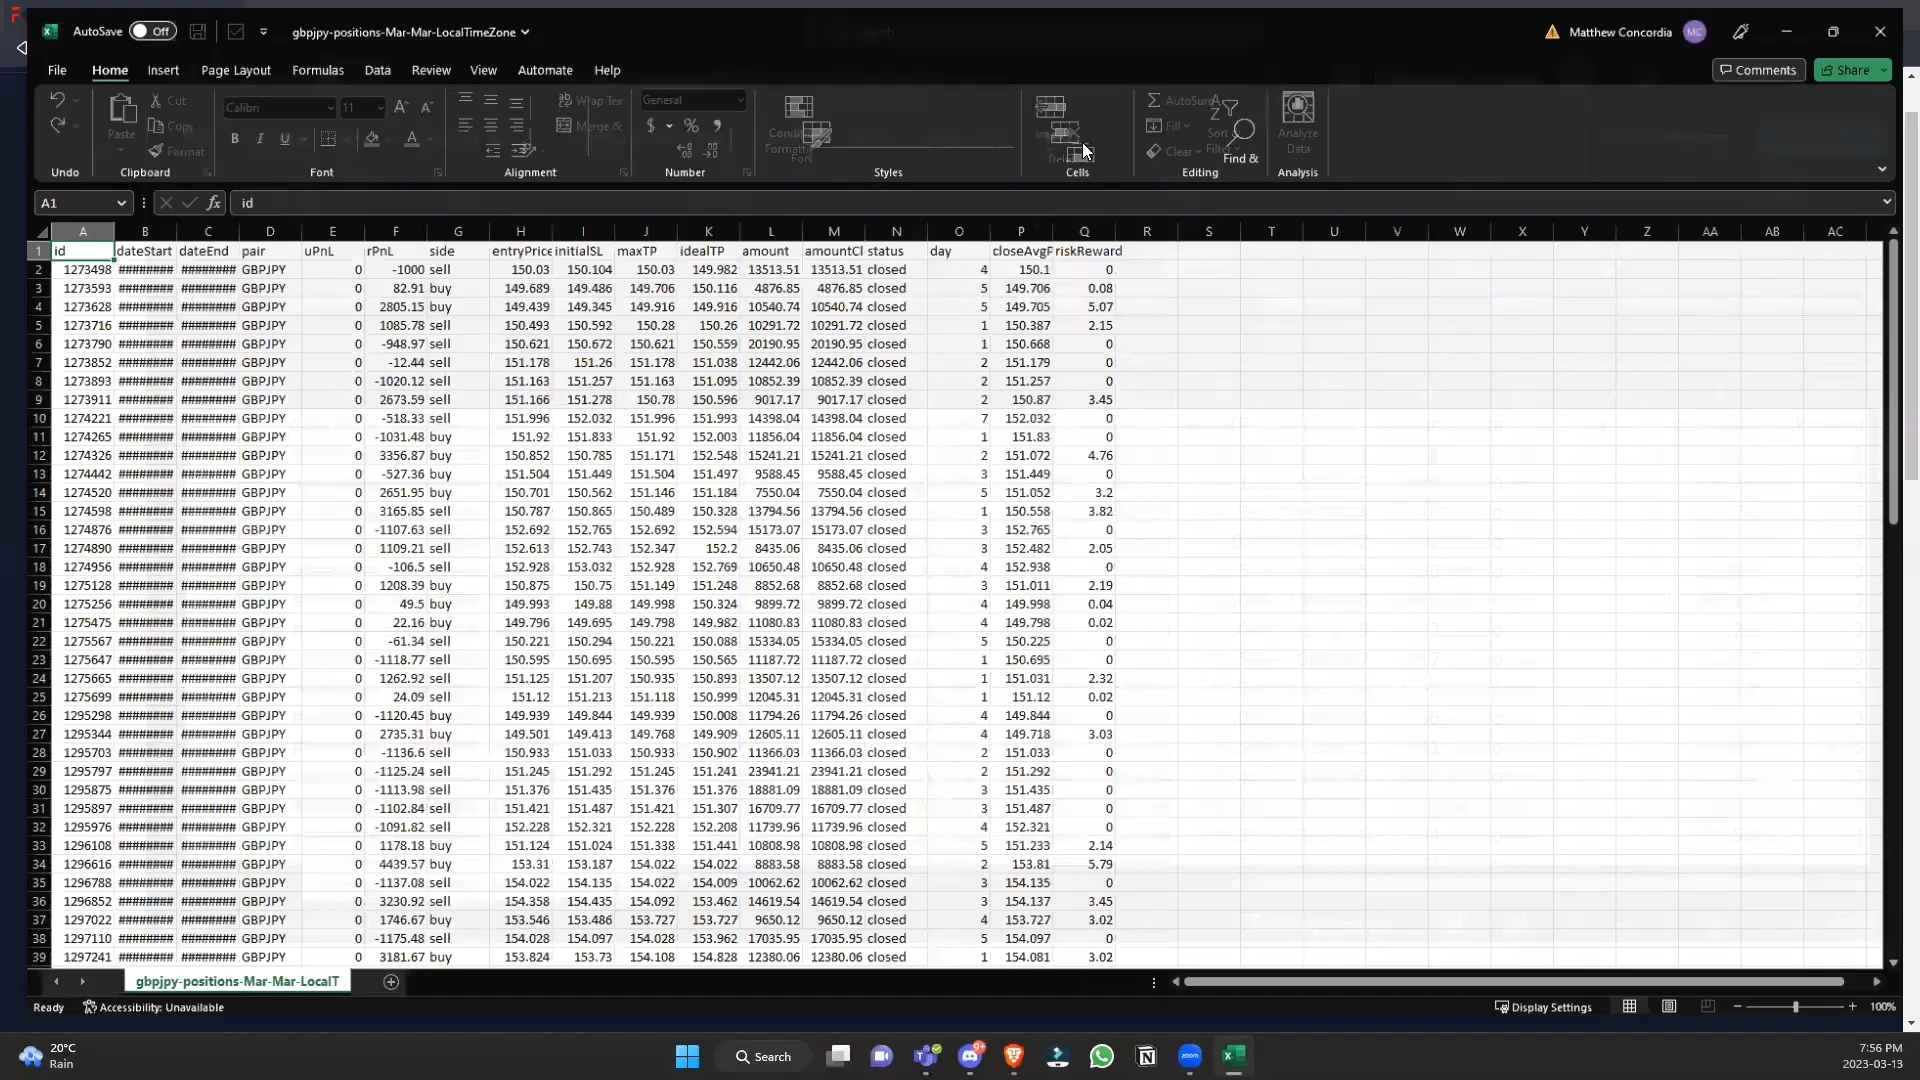 AutoSave Off gbpjpy-positions-Mar-Mar-LocalTimeZone Matthew Concordia MC
File Home Insert Page Layout Formulas Data Review View Automate Help Comments Share
Cut Calibri 11 Wrap Ter General AutoSum
Paste Copy Merge & Fill Sort Analyze
Format Clear Filter Find & Data
Undo Clipboard Font Alignment Number Styles Cells Editing Analysis
A1 fx id
A B C D E F G H I J K L M N O P Q R S T U V W X Y Z AA AB AC
1 id dateStart dateEnd pair uPnL rPnL side entryPrice initialSL maxTP idealTP amount amountCl status day closeAvgP riskReward
2 1273498 ######## ######## GBPJPY 0 -1000 sell 150.03 150.104 150.03 149.982 13513.51 13513.51 closed 4 150.1 0
3 1273593 ######## ######## GBPJPY 0 82.91 buy 149.689 149.486 149.706 150.116 4876.85 4876.85 closed 5 149.706 0.08
4 1273628 ######## ######## GBPJPY 0 2805.15 buy 149.439 149.345 149.916 149.916 10540.74 10540.74 closed 5 149.705 5.07
5 1273716 ######## ######## GBPJPY 0 1085.78 sell 150.493 150.592 150.28 150.26 10291.72 10291.72 closed 1 150.387 2.15
6 1273790 ######## ######## GBPJPY 0 -948.97 sell 150.621 150.672 150.621 150.559 20190.95 20190.95 closed 1 150.668 0
7 1273852 ######## ######## GBPJPY 0 -12.44 sell 151.178 151.26 151.178 151.038 12442.06 12442.06 closed 2 151.179 0
8 1273893 ######## ######## GBPJPY 0 -1020.12 sell 151.163 151.257 151.163 151.095 10852.39 10852.39 closed 2 151.257 0
9 1273911 ######## ######## GBPJPY 0 2673.59 sell 151.166 151.278 150.78 150.596 9017.17 9017.17 closed 2 150.87 3.45
10 1274221 ######## ######## GBPJPY 0 -518.33 sell 151.996 152.032 151.996 151.993 14398.04 14398.04 closed 7 152.032 0
11 1274265 ######## ######## GBPJPY 0 -1031.48 buy 151.92 151.833 151.92 152.003 11856.04 11856.04 closed 1 151.83 0
12 1274326 ######## ######## GBPJPY 0 3356.87 buy 150.852 150.785 151.171 152.548 15241.21 15241.21 closed 2 151.072 4.76
13 1274442 ######## ######## GBPJPY 0 -527.36 buy 151.504 151.449 151.504 151.497 9588.45 9588.45 closed 3 151.449 0
14 1274520 ######## ######## GBPJPY 0 2651.95 buy 150.701 150.562 151.146 151.184 7550.04 7550.04 closed 5 151.052 3.2
15 1274598 ######## ######## GBPJPY 0 3165.85 sell 150.787 150.865 150.489 150.328 13794.56 13794.56 closed 1 150.558 3.82
16 1274876 ######## ######## GBPJPY 0 -1107.63 sell 152.692 152.765 152.692 152.594 15173.07 15173.07 closed 3 152.765 0
17 1274890 ######## ######## GBPJPY 0 1109.21 sell 152.613 152.743 152.347 152.2 8435.06 8435.06 closed 3 152.482 2.05
18 1274956 ######## ######## GBPJPY 0 -106.5 sell 152.928 153.032 152.928 152.769 10650.48 10650.48 closed 4 152.938 0
19 1275128 ######## ######## GBPJPY 0 1208.39 buy 150.875 150.75 151.149 151.248 8852.68 8852.68 closed 3 151.011 2.19
20 1275256 ######## ######## GBPJPY 0 49.5 buy 149.993 149.88 149.998 150.324 9899.72 9899.72 closed 4 149.998 0.04
21 1275475 ######## ######## GBPJPY 0 22.16 buy 149.796 149.695 149.798 149.982 11080.83 11080.83 closed 4 149.798 0.02
22 1275567 ######## ######## GBPJPY 0 -61.34 sell 150.221 150.294 150.221 150.088 15334.05 15334.05 closed 5 150.225 0
23 1275647 ######## ######## GBPJPY 0 -1118.77 sell 150.595 150.695 150.595 150.565 11187.72 11187.72 closed 1 150.695 0
24 1275665 ######## ######## GBPJPY 0 1262.92 sell 151.125 151.207 150.935 150.893 13507.12 13507.12 closed 1 151.031 2.32
25 1275699 ######## ######## GBPJPY 0 24.09 sell 151.12 151.213 151.118 150.999 12045.31 12045.31 closed 1 151.12 0.02
26 1295298 ######## ######## GBPJPY 0 -1120.45 buy 149.939 149.844 149.939 150.008 11794.26 11794.26 closed 4 149.844 0
27 1295344 ######## ######## GBPJPY 0 2735.31 buy 149.501 149.413 149.768 149.909 12605.11 12605.11 closed 4 149.718 3.03
28 1295703 ######## ######## GBPJPY 0 -1136.6 sell 150.933 151.033 150.933 150.902 11366.03 11366.03 closed 2 151.033 0
29 1295797 ######## ######## GBPJPY 0 -1125.24 sell 151.245 151.292 151.245 151.241 23941.21 23941.21 closed 2 151.292 0
30 1295875 ######## ######## GBPJPY 0 -1113.98 sell 151.376 151.435 151.376 151.376 18881.09 18881.09 closed 3 151.435 0
31 1295897 ######## ######## GBPJPY 0 -1102.84 sell 151.421 151.487 151.421 151.307 16709.77 16709.77 closed 3 151.487 0
32 1295976 ######## ######## GBPJPY 0 -1091.82 sell 152.228 152.321 152.228 152.208 11739.96 11739.96 closed 4 152.321 0
33 1296108 ######## ######## GBPJPY 0 1178.18 buy 151.124 151.024 151.338 151.441 10808.98 10808.98 closed 5 151.233 2.14
34 1296616 ######## ######## GBPJPY 0 4439.57 buy 153.31 153.187 154.022 154.022 8883.58 8883.58 closed 2 153.81 5.79
35 1296788 ######## ######## GBPJPY 0 -1137.08 sell 154.022 154.135 154.022 154.009 10062.62 10062.62 closed 3 154.135 0
36 1296852 ######## ######## GBPJPY 0 3230.92 sell 154.358 154.435 154.092 153.462 14619.54 14619.54 closed 3 154.137 3.45
37 1297022 ######## ######## GBPJPY 0 1746.67 buy 153.546 153.486 153.727 153.727 9650.12 9650.12 closed 4 153.727 3.02
38 1297110 ######## ######## GBPJPY 0 -1175.48 sell 154.028 154.097 154.028 153.962 17035.95 17035.95 closed 5 154.097 0
39 1297241 ######## ######## GBPJPY 0 3181.67 buy 153.824 153.73 154.108 154.828 12380.06 12380.06 closed 1 154.081 3.02
gbpjpy-positions-Mar-Mar-LocalT
Ready Accessibility: Unavailable Display Settings 100%
20°C
Rain
Search
9+
zoom
7:56 PM
2023-03-13